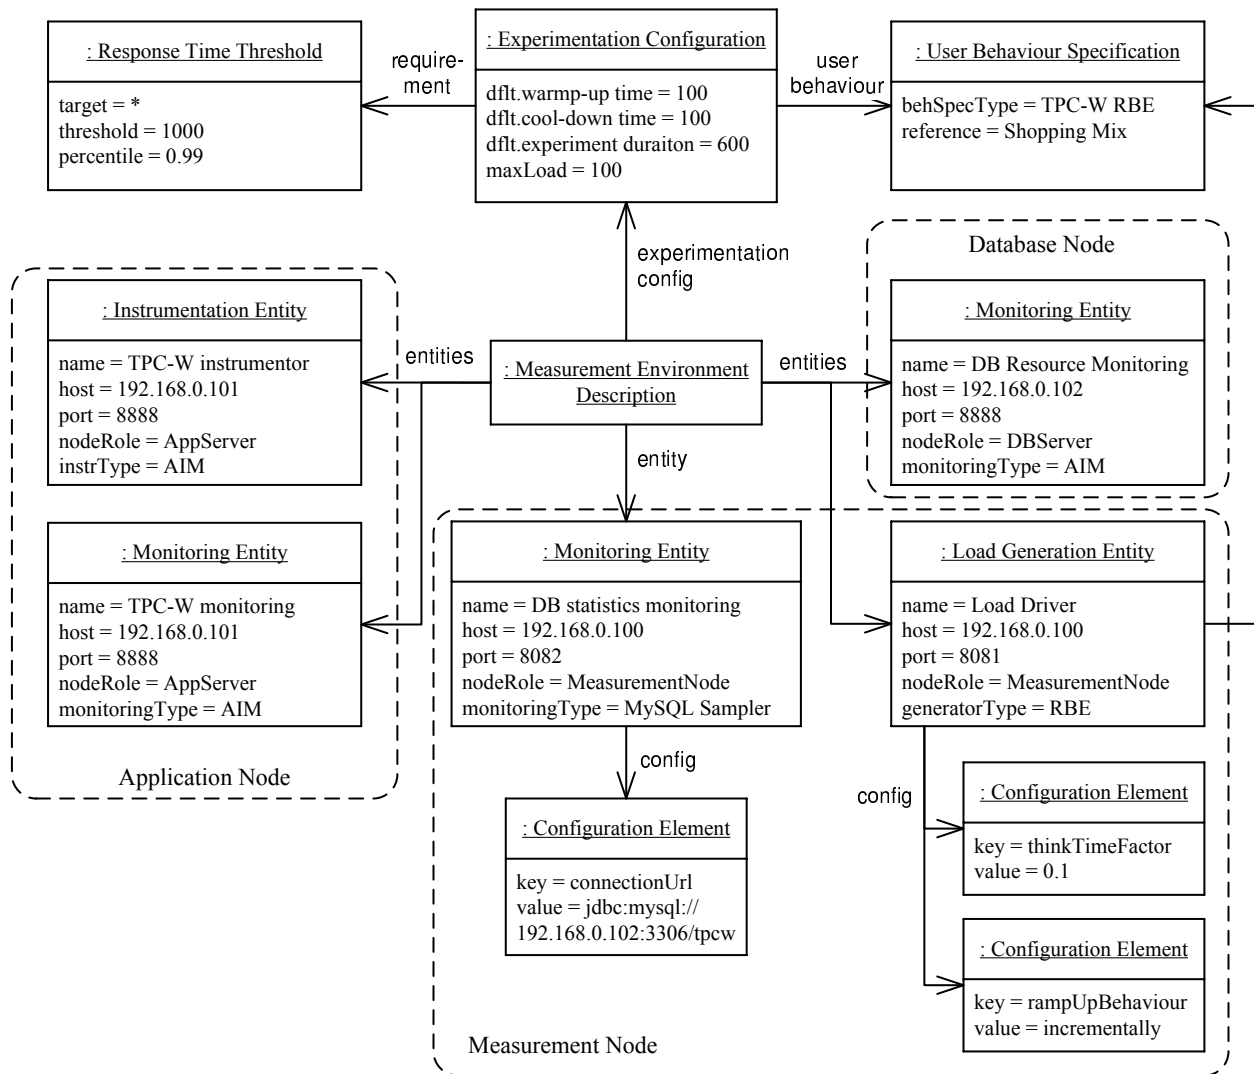 : Response Time Threshold
target = *
threshold = 1000
percentile = 0.99
require-
ment
: Experimentation Configuration
dflt.warmp-up time = 100
dflt.cool-down time = 100
dflt.experiment duraiton = 600
maxLoad = 100
user
behaviour
: User Behaviour Specification
behSpecType = TPC-W RBE
reference = Shopping Mix
experimentation
config
Database Node
: Instrumentation Entity
name = TPC-W instrumentor
host = 192.168.0.101
port = 8888
nodeRole = AppServer
instrType = AIM
entities
: Measurement Environment
Description
entities
: Monitoring Entity
name = DB Resource Monitoring
host = 192.168.0.102
port = 8888
nodeRole = DBServer
monitoringType = AIM
entity
: Monitoring Entity
name = TPC-W monitoring
host = 192.168.0.101
port = 8888
nodeRole = AppServer
monitoringType = AIM
Application Node
: Monitoring Entity
name = DB statistics monitoring
host = 192.168.0.100
port = 8082
nodeRole = MeasurementNode
monitoringType = MySQL Sampler
: Load Generation Entity
name = Load Driver
host = 192.168.0.100
port = 8081
nodeRole = MeasurementNode
generatorType = RBE
config
: Configuration Element
key = connectionUrl
value = jdbc:mysql://
192.168.0.102:3306/tpcw
config
: Configuration Element
key = thinkTimeFactor
value = 0.1
: Configuration Element
key = rampUpBehaviour
value = incrementally
Measurement Node